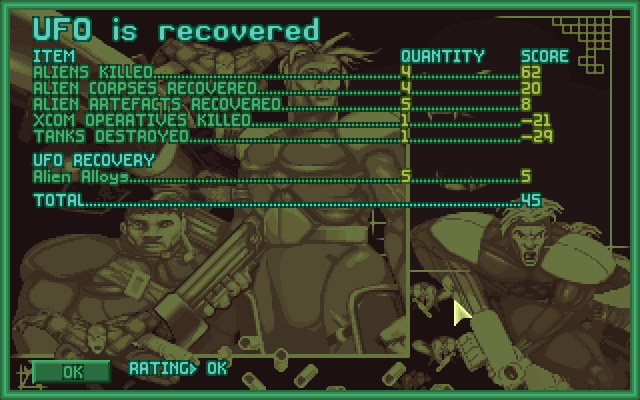 UFO is recovered
ITEM QUANTITY SCORE
ALIENS KILLED 4 62
ALIEN CORPSES RECOVERED 4 20
ALIEN ARTEFACTS RECOVERED 5 8
XCOM OPERATIVES KILLED 1 -21
TANKS DESTROYED 1 -29
UFO RECOVERY
Alien Alloys 5 5
TOTAL 45
OK RATING> OK